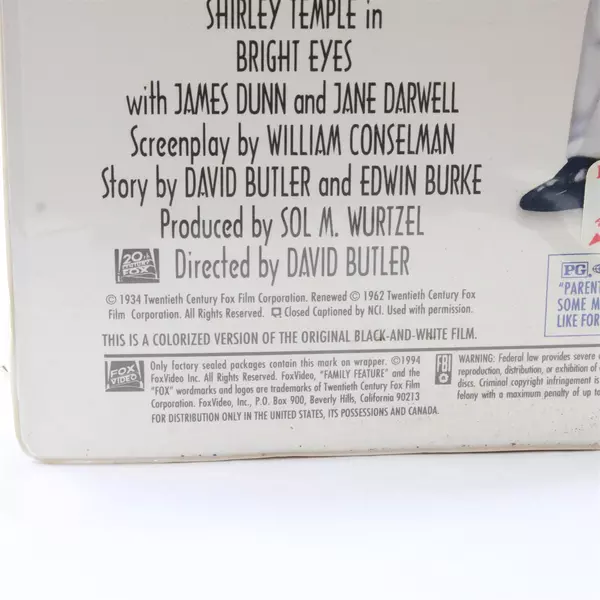 SHIRLEY TEMPLE in
BRIGHT EYES
with JAMES DUNN and JANE DARWELL
Screenplay by WILLIAM CONSELMAN
Story by DAVID BUTLER and EDWIN BURKE
Produced by SOL M. WURTZEL
Directed by DAVID BUTLER
20th CENTURY FOX
© 1934 Twentieth Century Fox Film Corporation. Renewed © 1962 Twentieth Century Fox
Film Corporation. All Rights Reserved. Closed Captioned by NCI. Used with permission.
THIS IS A COLORIZED VERSION OF THE ORIGINAL BLACK-AND-WHITE FILM.
FOX
VIDEO
Only factory sealed packages contain this mark on wrapper. ©1994
FoxVideo Inc. All Rights Reserved. FoxVideo, "FAMILY FEATURE" and the
"FOX" wordmarks and logos are trademarks of Twentieth Century Fox Film
Corporation. FoxVideo, Inc., P.O. Box 900, Beverly Hills, California 90213
FOR DISTRIBUTION ONLY IN THE UNITED STATES, ITS POSSESSIONS AND CANADA.
PG
"PARENT
SOME M
LIKE FOR
FBI
WARNING: Federal law provides severe
reproduction, distribution, or exhibition of
discs. Criminal copyright infringement is
felony with a maximum penalty of up to